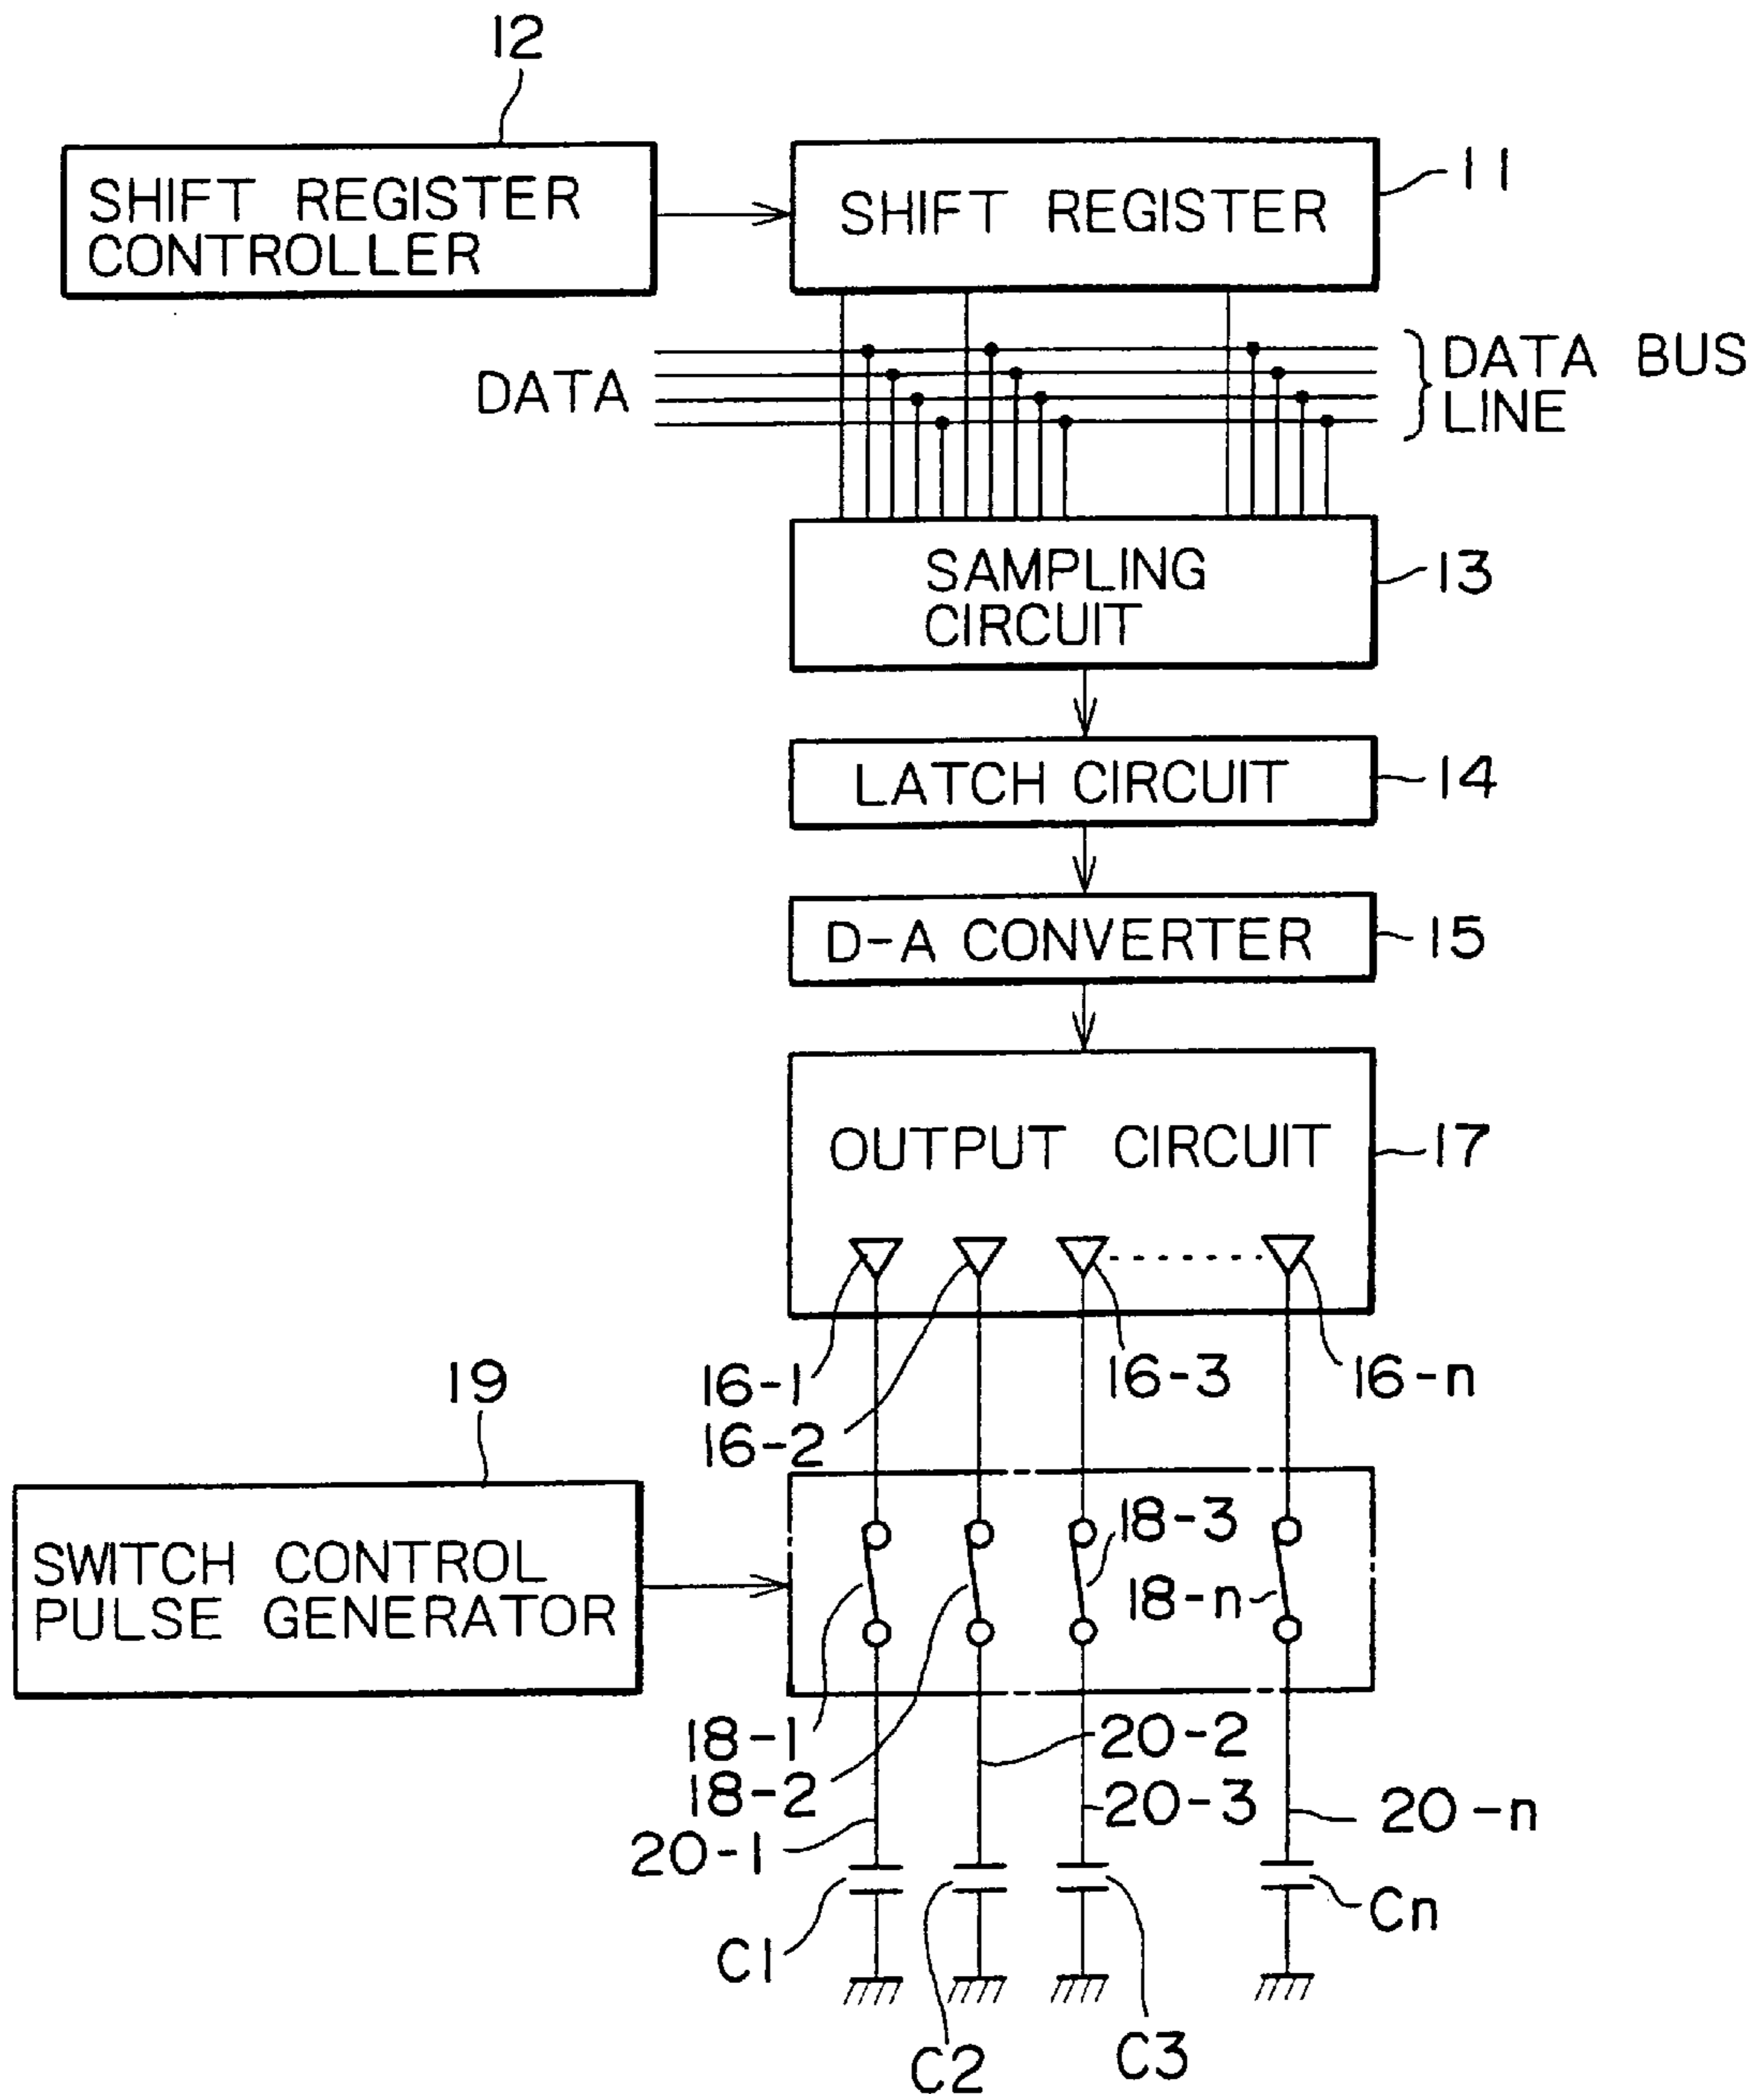 12
SHIFT REGISTER
CONTROLLER
SHIFT REGISTER
11
DATA
DATA BUS
LINE
SAMPLING
CIRCUIT
13
LATCH CIRCUIT
14
D-A CONVERTER
15
OUTPUT CIRCUIT
17
16-1
16-2
16-3
16-n
19
SWITCH CONTROL
PULSE GENERATOR
18-3
18-n
18-1
18-2
20-2
20-3
20-n
20-1
C1
Cn
C2
C3